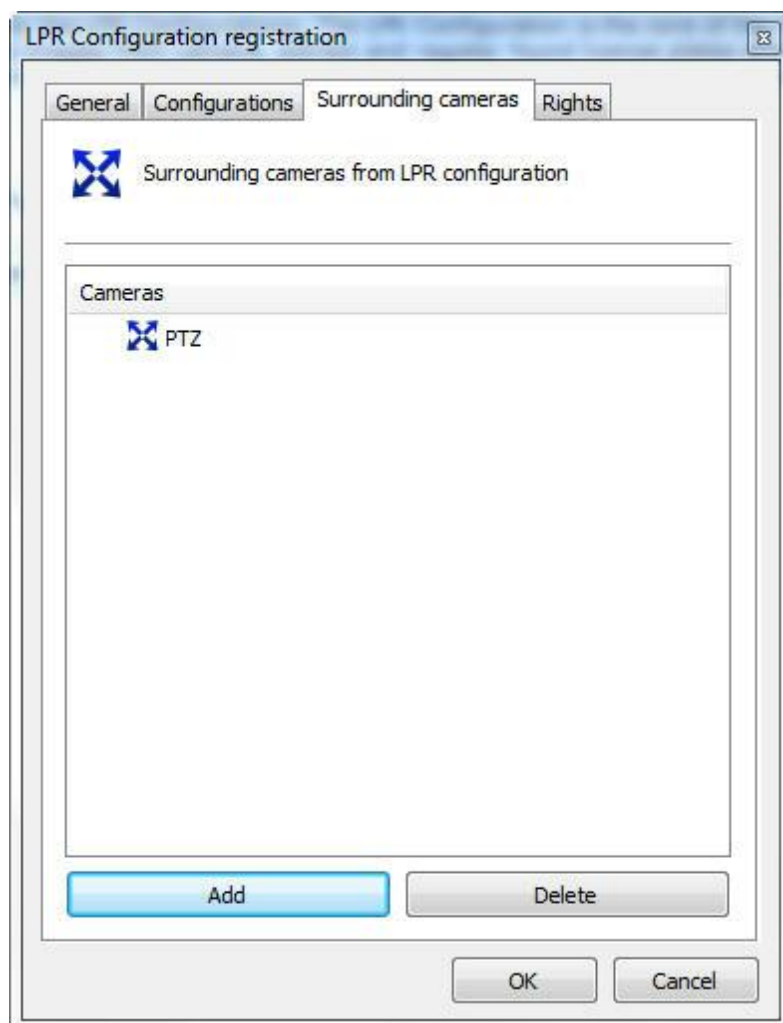 LPR Configuration registration
General Configurations Surrounding cameras Rights
Surrounding cameras from LPR configuration
Cameras
PTZ
Add Delete
OK Cancel